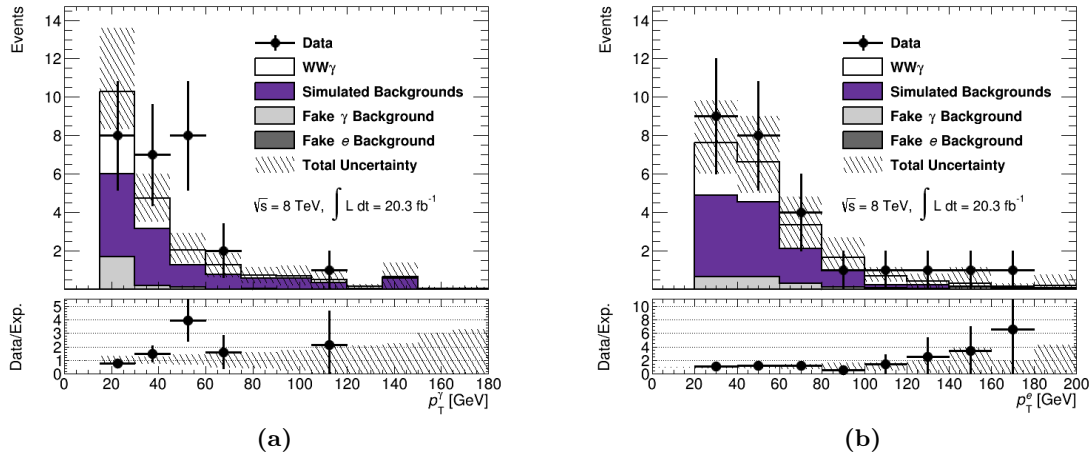 Events
14
12
10
8
6
4
2
Data
WWγ
Simulated Backgrounds
Fake γ Background
Fake e Background
Total Uncertainty
√s = 8 TeV, ∫ L dt = 20.3 fb⁻¹
Data/Exp.
5
4
3
2
1
0
0 20 40 60 80 100 120 140 160 180
p_T^γ [GeV]
(a)
Events
14
12
10
8
6
4
2
Data
WWγ
Simulated Backgrounds
Fake γ Background
Fake e Background
Total Uncertainty
√s = 8 TeV, ∫ L dt = 20.3 fb⁻¹
Data/Exp.
10
8
6
4
2
0
0 20 40 60 80 100 120 140 160 180 200
p_T^e [GeV]
(b)